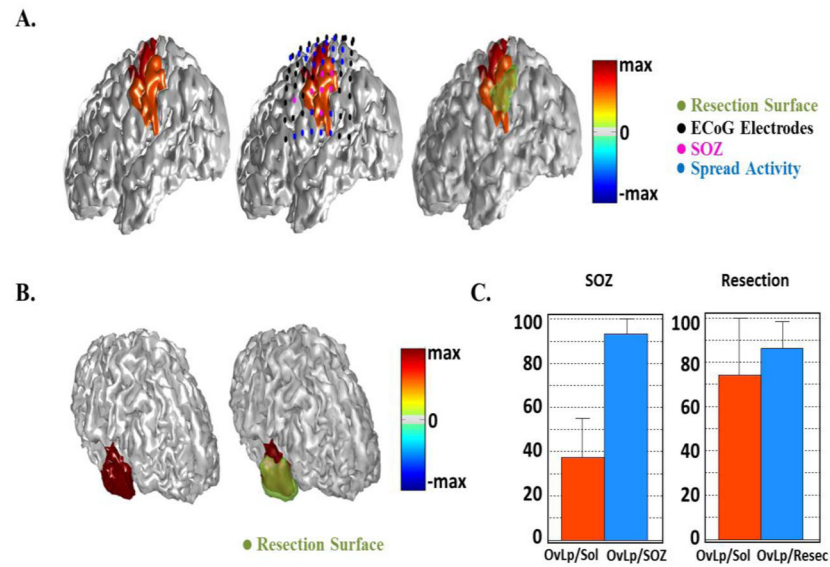 A.
max
0
-max
Resection Surface
ECoG Electrodes
SOZ
Spread Activity
B.
max
0
-max
Resection Surface
C.
SOZ
Resection
100
80
60
40
20
0
100
80
60
40
20
0
OvLp/Sol OvLp/SOZ
OvLp/Sol OvLp/Resec